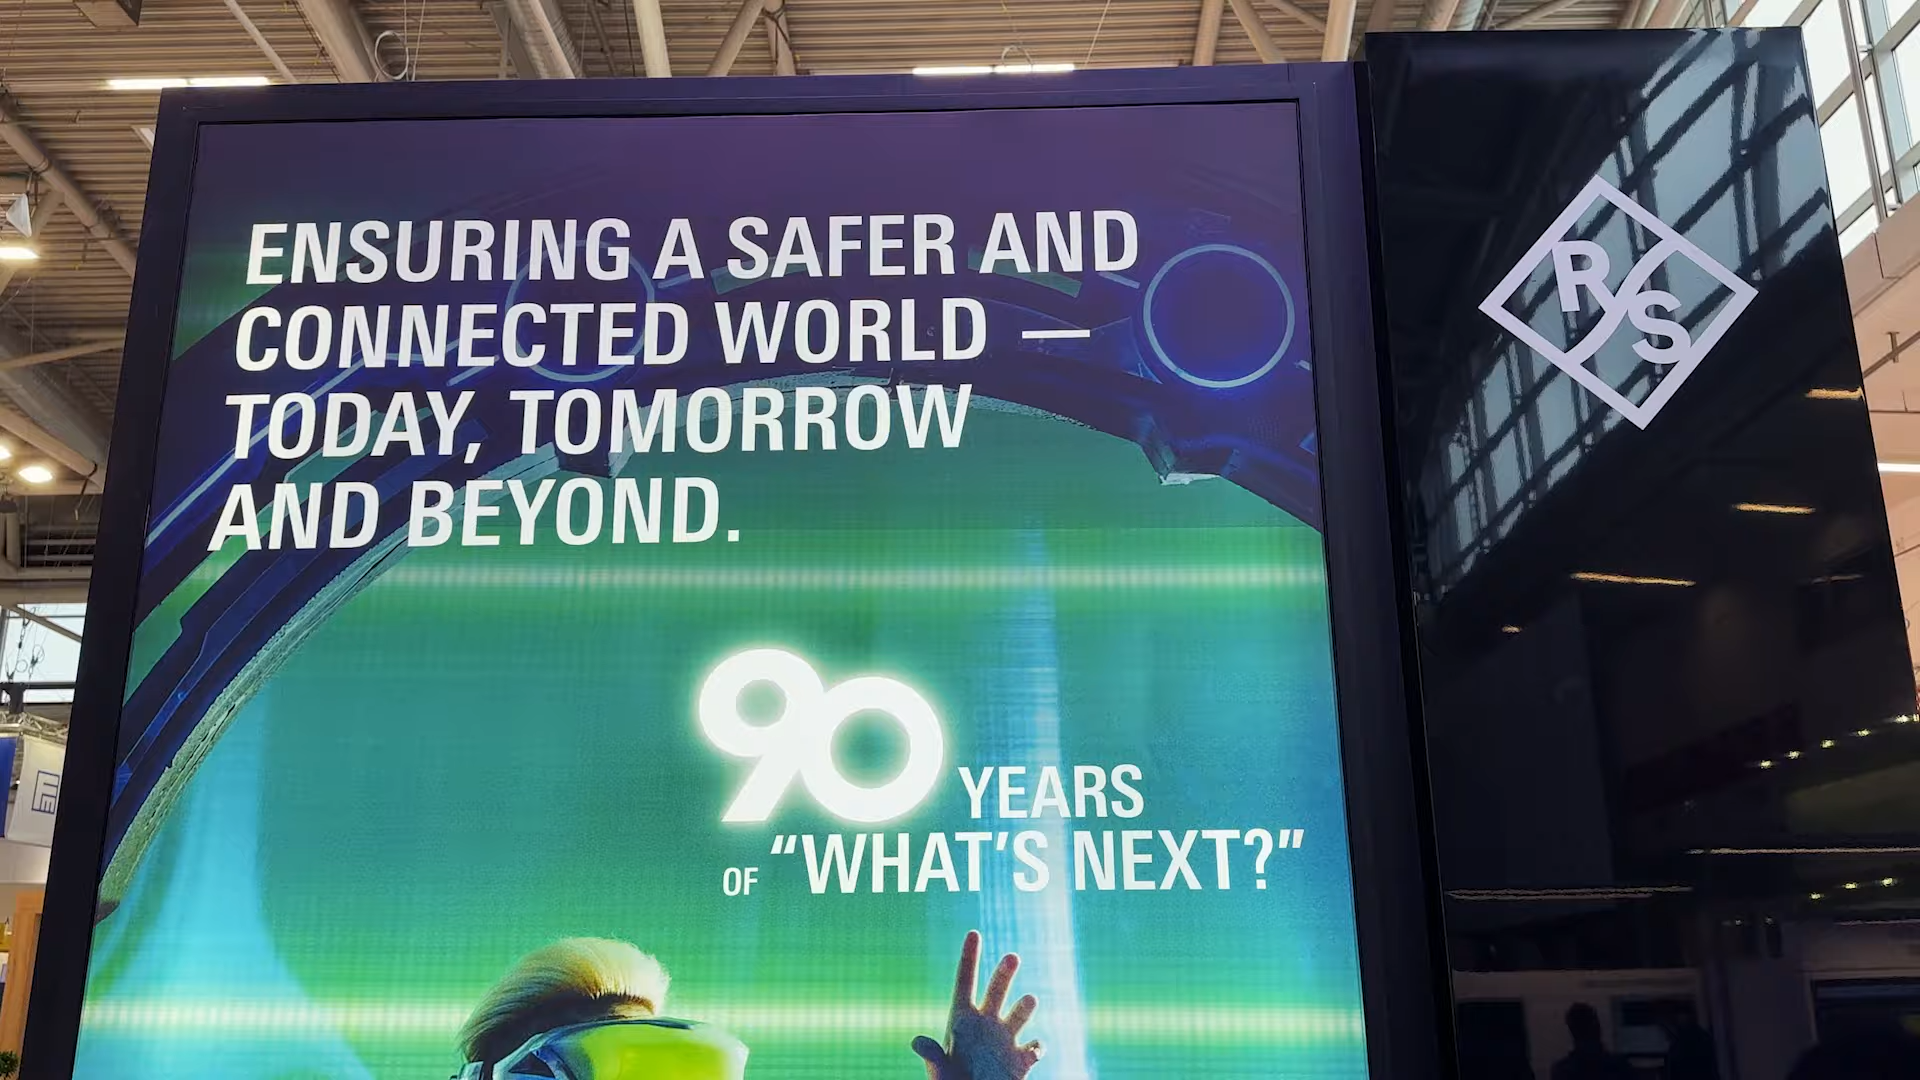 ENSURING A SAFER AND
CONNECTED WORLD —
TODAY, TOMORROW
AND BEYOND.
90 YEARS
OF “WHAT’S NEXT?”
R S